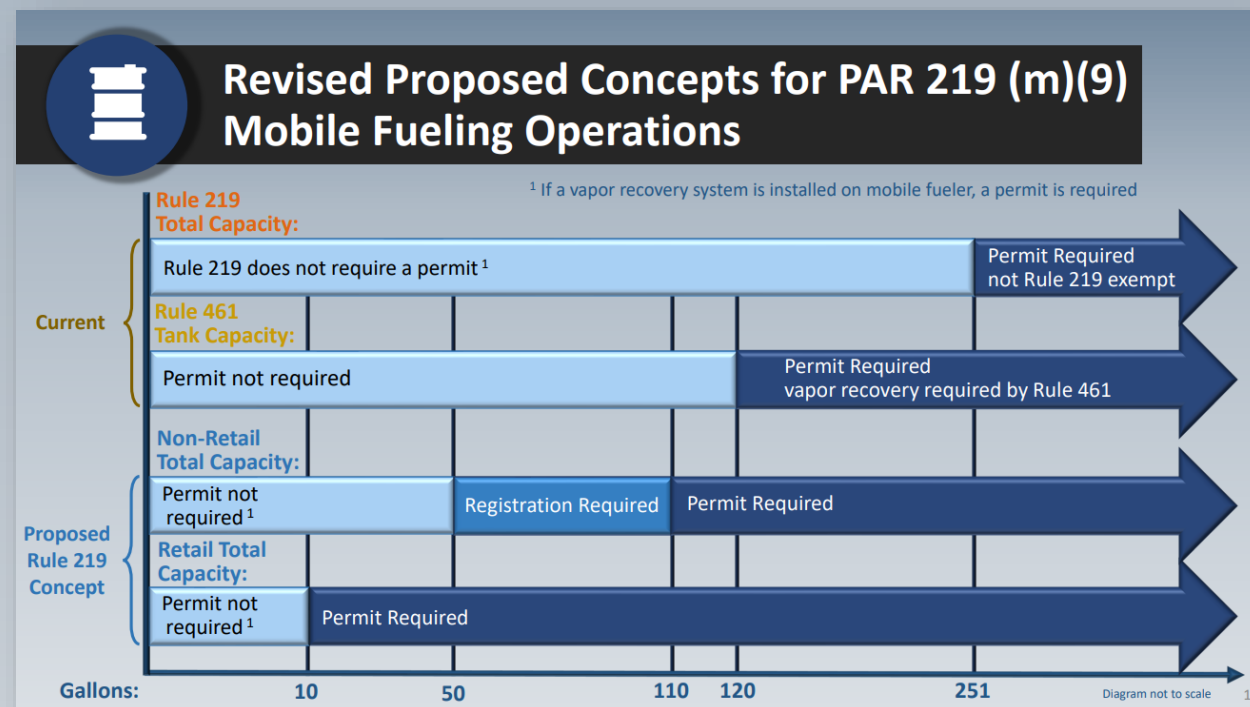 Revised Proposed Concepts for PAR 219 (m)(9)
Mobile Fueling Operations
¹ If a vapor recovery system is installed on mobile fueler, a permit is required
Rule 219
Total Capacity:
Rule 219 does not require a permit ¹
Permit Required
not Rule 219 exempt
Current
Rule 461
Tank Capacity:
Permit not required
Permit Required
vapor recovery required by Rule 461
Non-Retail
Total Capacity:
Permit not
required ¹
Registration Required
Permit Required
Proposed
Rule 219
Concept
Retail Total
Capacity:
Permit not
required ¹
Permit Required
Gallons:
10
50
110
120
251
Diagram not to scale